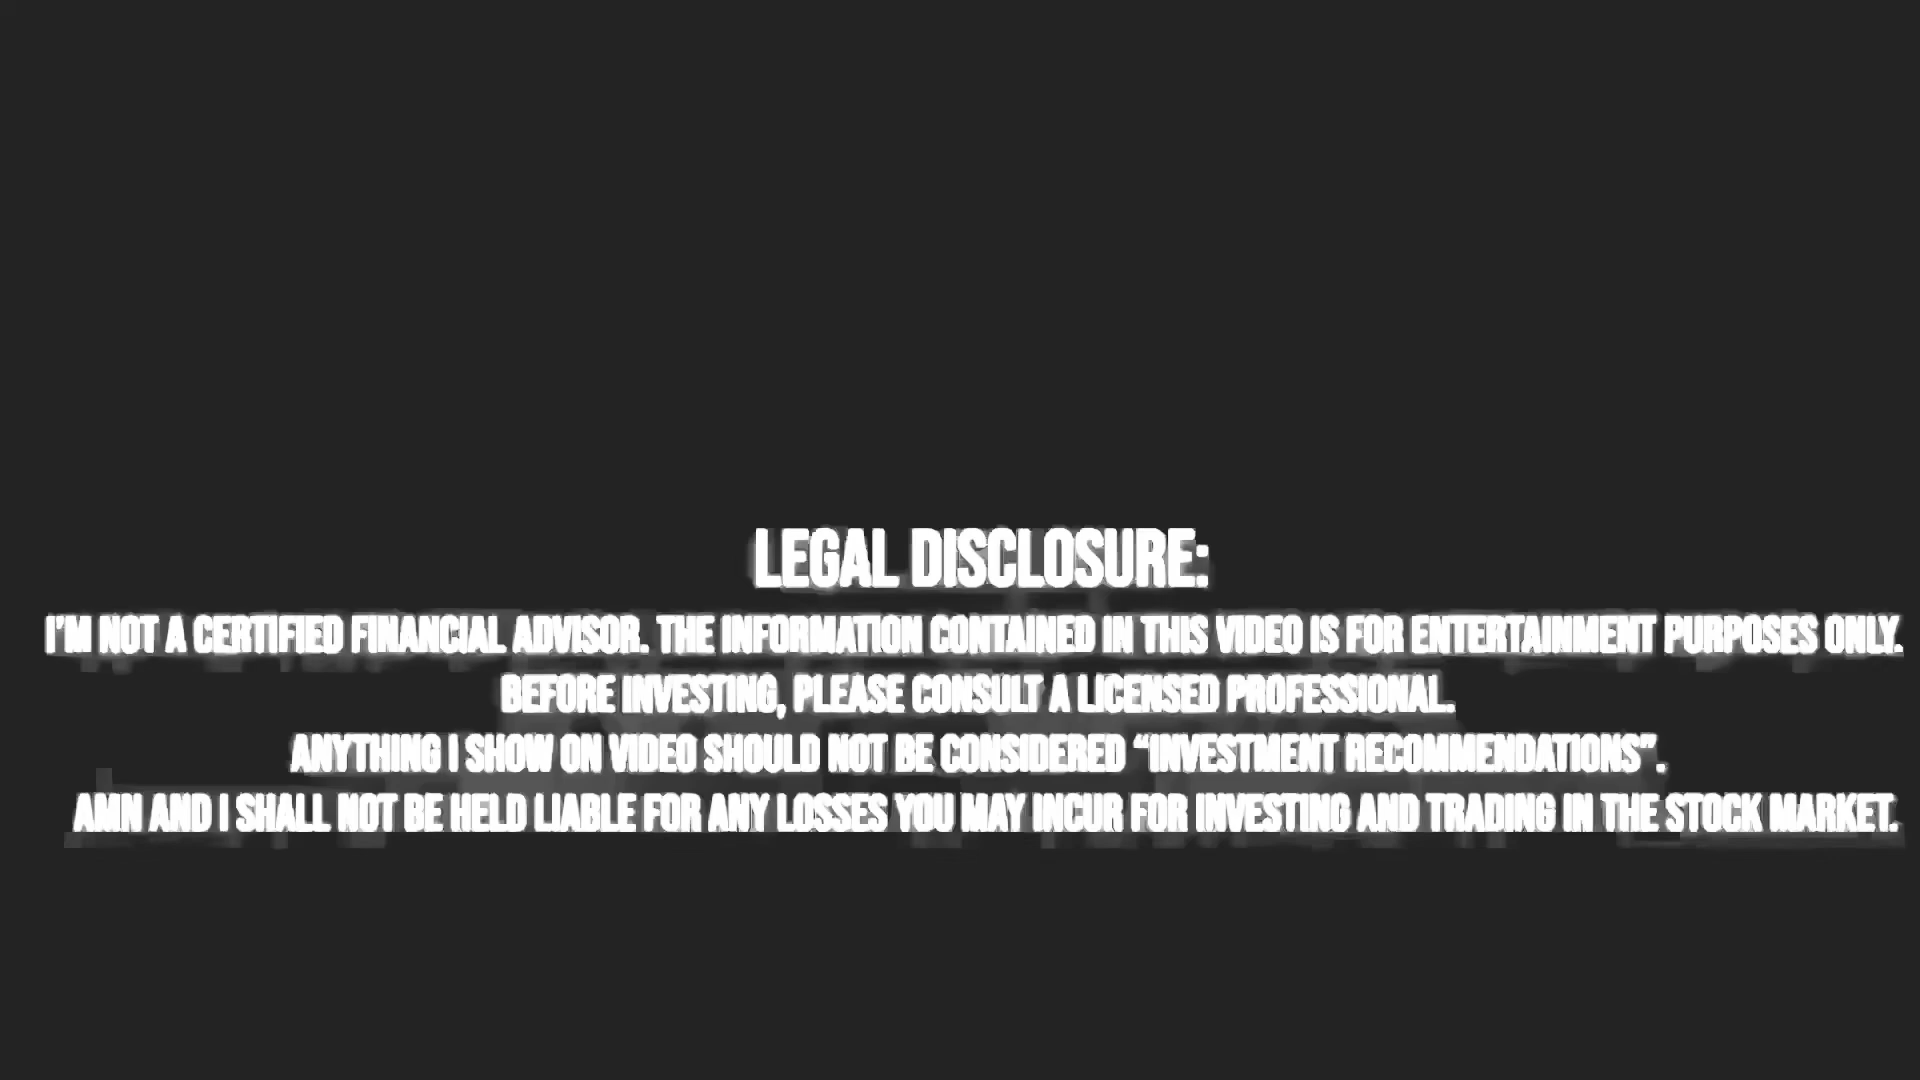 LEGAL DISCLOSURE:
I'M NOT A CERTIFIED FINANCIAL ADVISOR. THE INFORMATION CONTAINED IN THIS VIDEO IS FOR ENTERTAINMENT PURPOSES ONLY.
BEFORE INVESTING, PLEASE CONSULT A LICENSED PROFESSIONAL.
ANYTHING I SHOW ON VIDEO SHOULD NOT BE CONSIDERED “INVESTMENT RECOMMENDATIONS”.
AMN AND I SHALL NOT BE HELD LIABLE FOR ANY LOSSES YOU MAY INCUR FOR INVESTING AND TRADING IN THE STOCK MARKET.